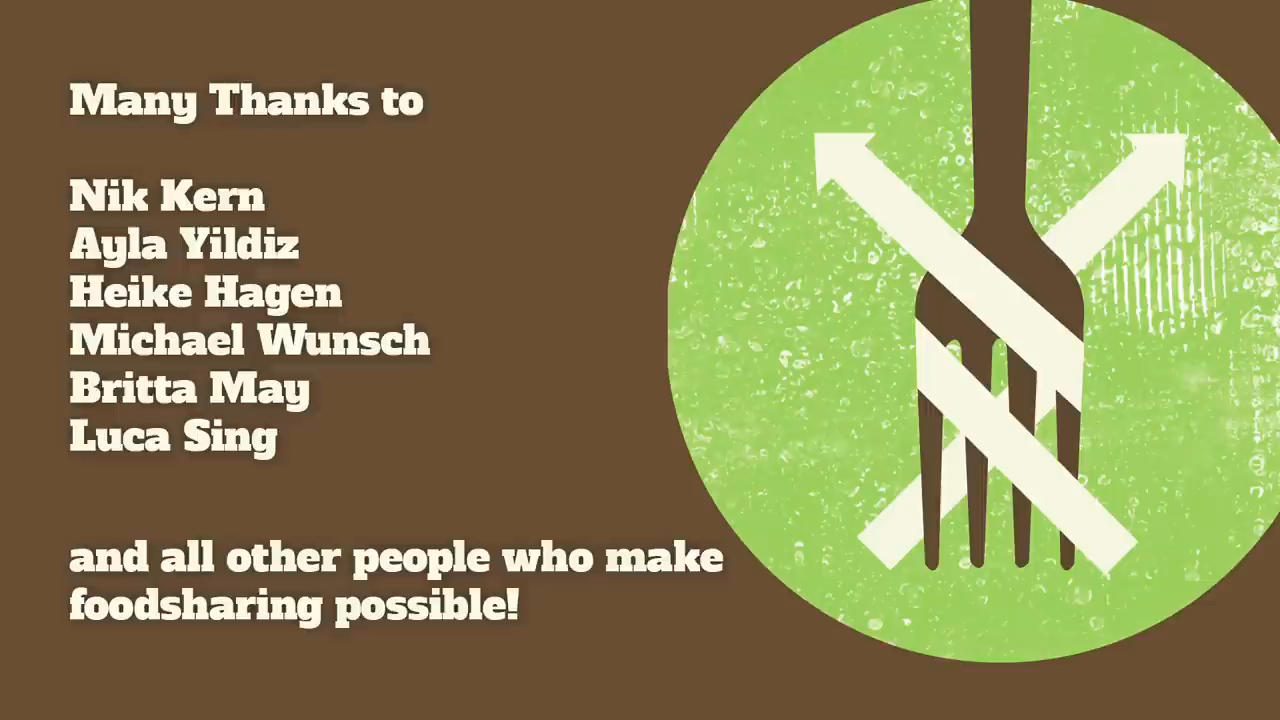 Many Thanks to
Nik Kern
Ayla Yildiz
Heike Hagen
Michael Wunsch
Britta May
Luca Sing
and all other people who make
foodsharing possible!